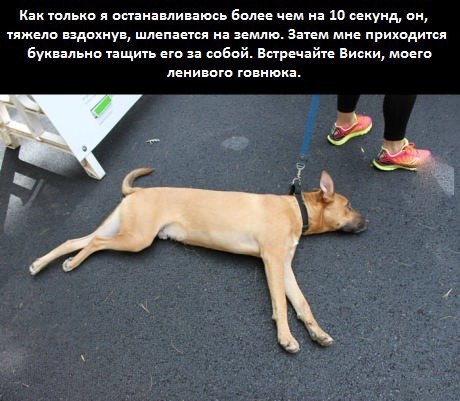 Как только я останавливаюсь более чем на 10 секунд, он,
тяжело вздохнув, шлепается на землю. Затем мне приходится
буквально тащить его за собой. Встречайте Виски, моего
ленивого говнюка.